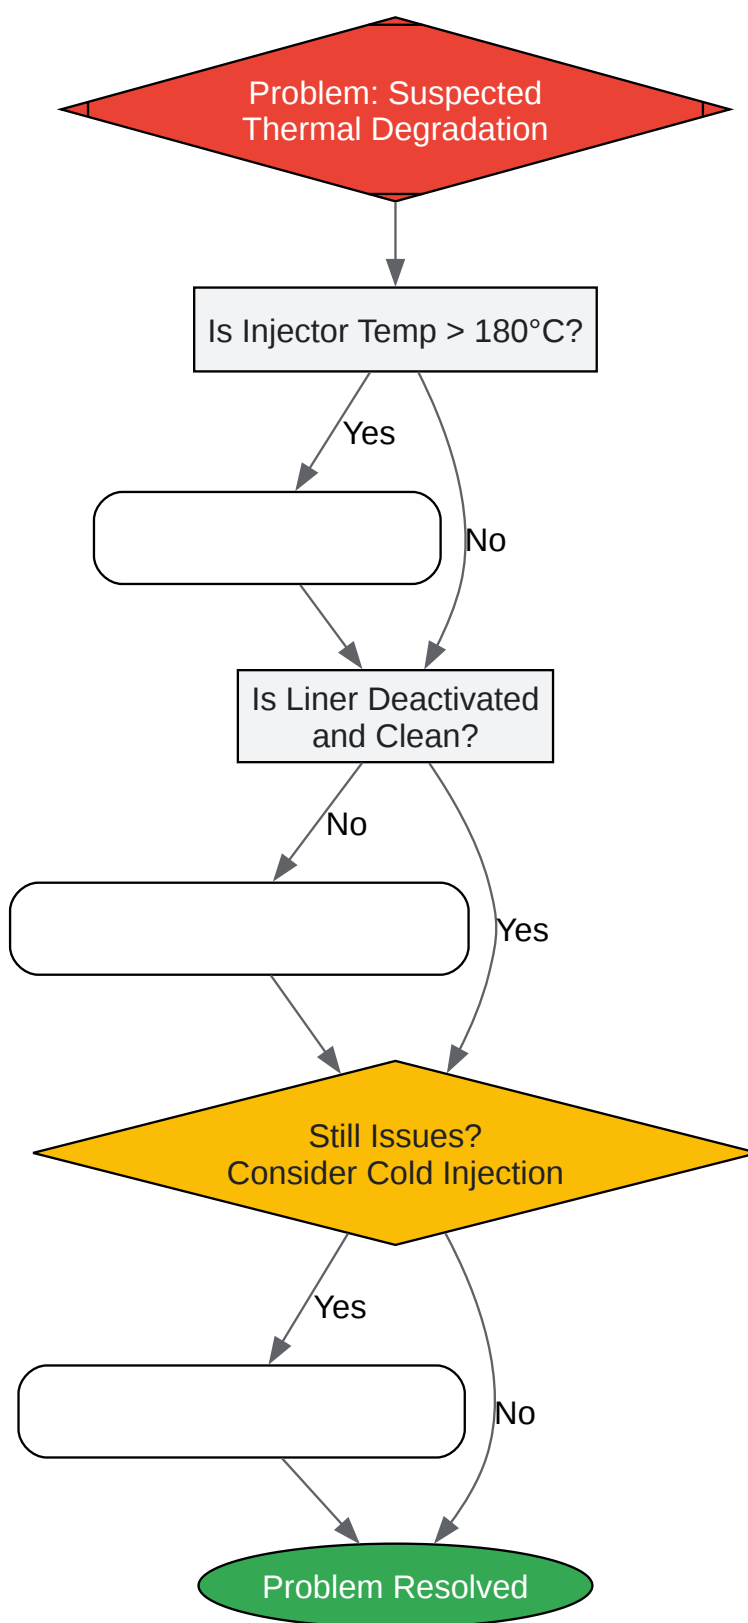 Problem: Suspected
Thermal Degradation
Is Injector Temp > 180°C?
Yes
No
Is Liner Deactivated
and Clean?
No
Yes
Still Issues?
Consider Cold Injection
Yes
No
Problem Resolved